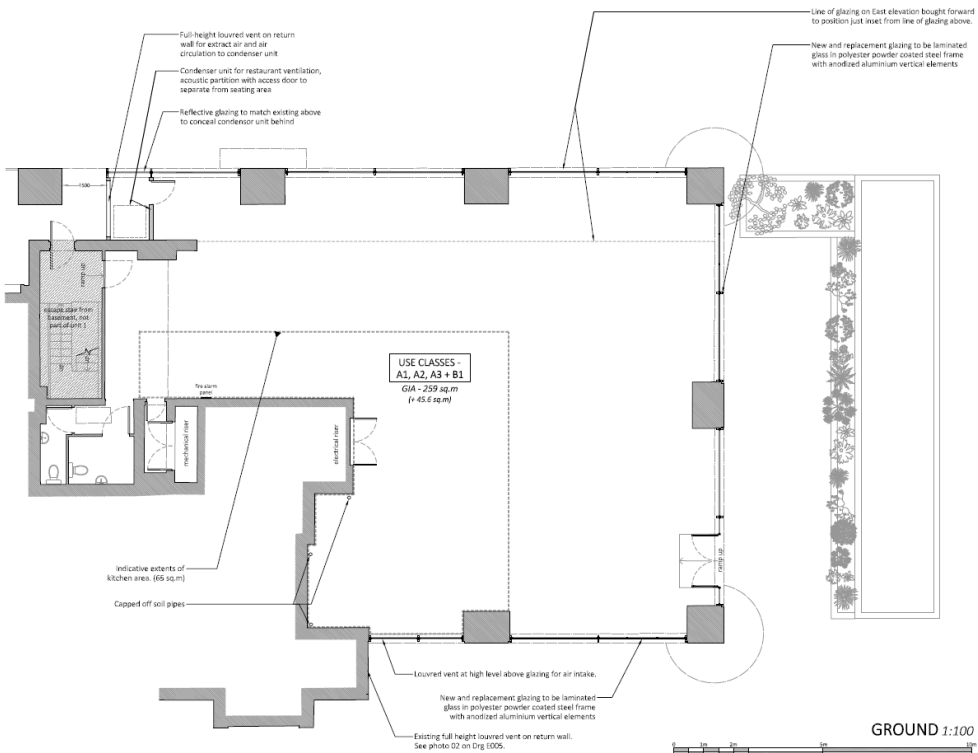 Line of glazing on East elevation bought forward
to position just inset from line of glazing above.
Full-height louvred vent on return
wall for extract air and air
circulation to condenser unit
New and replacement glazing to be laminated
glass in polyester powder coated steel frame
with anodized aluminium vertical elements
Condenser unit for restaurant ventilation,
acoustic partition with access door to
separate from seating area
Reflective glazing to match existing above
to conceal condensor unit behind
1500
ramp up
escape stair from
basement, not
part of unit 1
up
USE CLASSES -
A1, A2, A3 + B1
GIA - 259 sq.m
(+ 45.6 sq.m)
fire alarm
panel
mechanical riser
electrical riser
ramp up
Indicative extents of
kitchen area. (66 sq.m)
Capped off soil pipes
Louvred vent at high level above glazing for air intake.
New and replacement glazing to be laminated
glass in polyester powder coated steel frame
with anodized aluminium vertical elements
Existing full height louvred vent on return wall.
See photo 02 on Drg E005.
GROUND 1:100
0 1m 2m 5m 10m